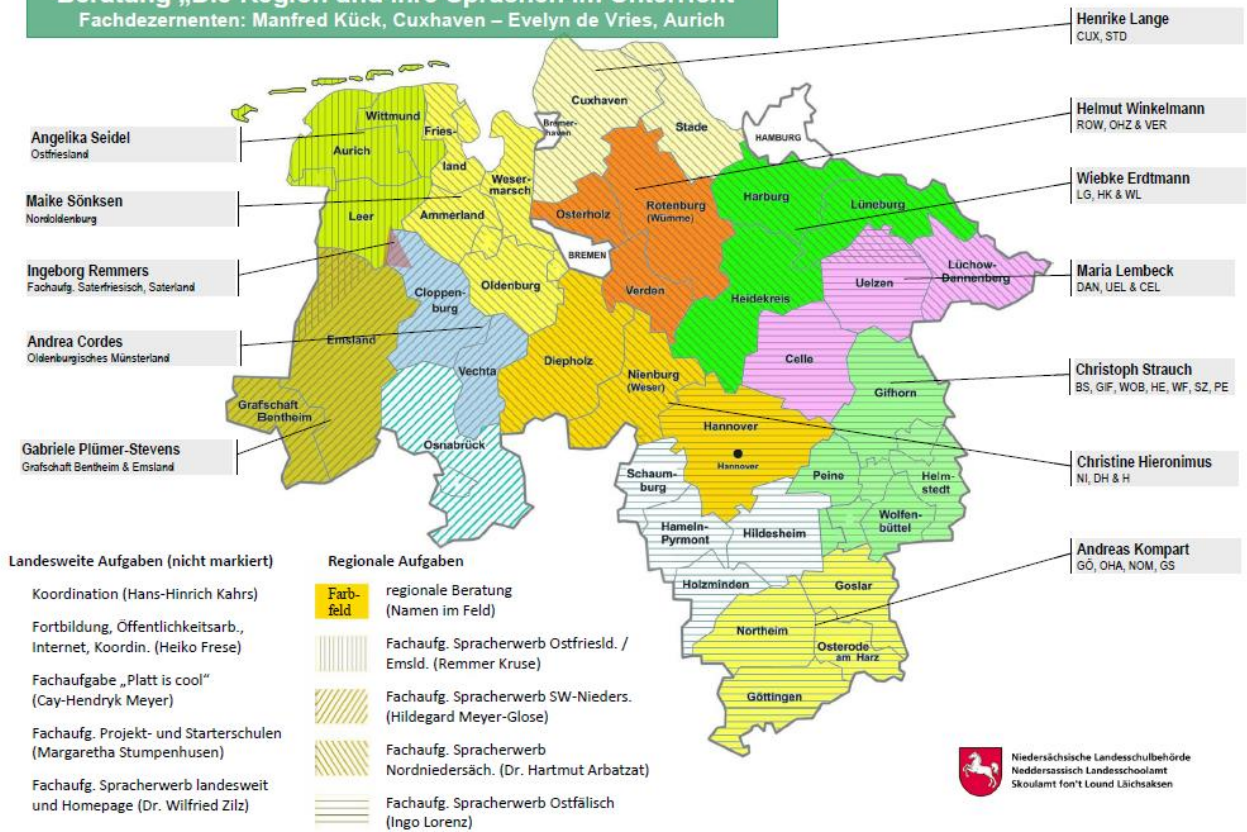 Beratung „Die Region und ihre Sprachen im Unterricht“
Fachdezernenten: Manfred Kück, Cuxhaven – Evelyn de Vries, Aurich
Henrike Lange
CUX, STD
Helmut Winkelmann
ROW, OHZ & VER
Wiebke Erdtmann
LG, HK & WL
Maria Lembeck
DAN, UEL & CEL
Christoph Strauch
BS, GIF, WOB, HE, WF, SZ, PE
Christine Hieronimus
NI, DH & H
Andreas Kompart
GÖ, OHA, NOM, GS
Angelika Seidel
Ostfriesland
Maike Sönksen
Nordoldenburg
Ingeborg Remmers
Fachaufg. Saterfriesisch, Saterland
Andrea Cordes
Oldenburgisches Münsterland
Gabriele Plümer-Stevens
Grafschaft Bentheim & Emsland
Cuxhaven
Bremer-
haven
Stade
HAMBURG
Wittmund
Fries-
land
Aurich
Weser-
marsch
Leer
Ammerland
Osterholz
Rotenburg
(Wümme)
Harburg
Lüneburg
BREMEN
Cloppen-
burg
Oldenburg
Verden
Heidekreis
Uelzen
Lüchow-
Dannenberg
Emsland
Vechta
Diepholz
Nienburg
(Weser)
Celle
Gifhorn
Grafschaft
Bentheim
Osnabrück
Hannover
Hannover
Schaum-
burg
Peine
Helm-
stedt
Hameln-
Pyrmont
Hildesheim
Wolfen-
büttel
Holzminden
Goslar
Northeim
Osterode
am Harz
Göttingen
Landesweite Aufgaben (nicht markiert)
Koordination (Hans-Hinrich Kahrs)
Fortbildung, Öffentlichkeitsarb.,
Internet, Koordin. (Heiko Frese)
Fachaufgabe „Platt is cool“
(Cay-Hendryk Meyer)
Fachaufg. Projekt- und Starterschulen
(Margaretha Stumpenhusen)
Fachaufg. Spracherwerb landesweit
und Homepage (Dr. Wilfried Zilz)
Regionale Aufgaben
Farb-
feld
regionale Beratung
(Namen im Feld)
Fachaufg. Spracherwerb Ostfriesld. /
Emsld. (Remmer Kruse)
Fachaufg. Spracherwerb SW-Nieders.
(Hildegard Meyer-Glose)
Fachaufg. Spracherwerb
Nordniedersäch. (Dr. Hartmut Arbatzat)
Fachaufg. Spracherwerb Ostfälisch
(Ingo Lorenz)
Niedersächsische Landesschulbehörde
Neddersassisch Landesschoolamt
Skoulamt fon't Lound Läichsaksen